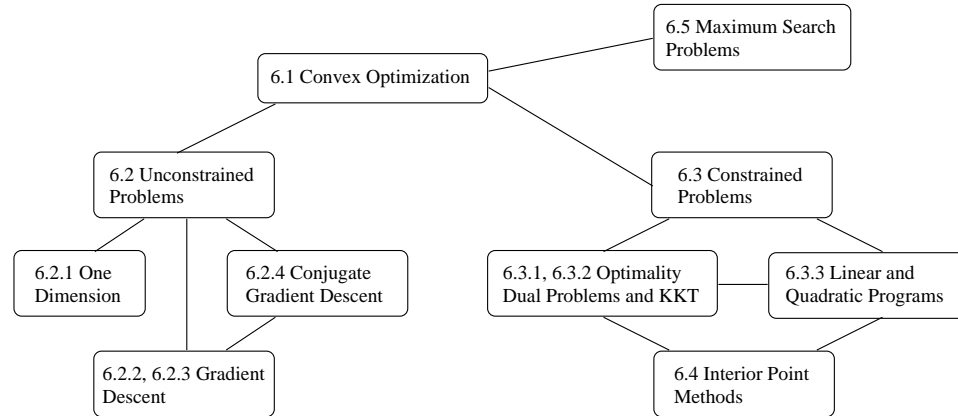 6.5 Maximum Search
Problems
6.1 Convex Optimization
6.2 Unconstrained
Problems
6.3 Constrained
Problems
6.2.1 One
Dimension
6.2.4 Conjugate
Gradient Descent
6.3.1, 6.3.2 Optimality
Dual Problems and KKT
6.3.3 Linear and
Quadratic Programs
6.2.2, 6.2.3 Gradient
Descent
6.4 Interior Point
Methods